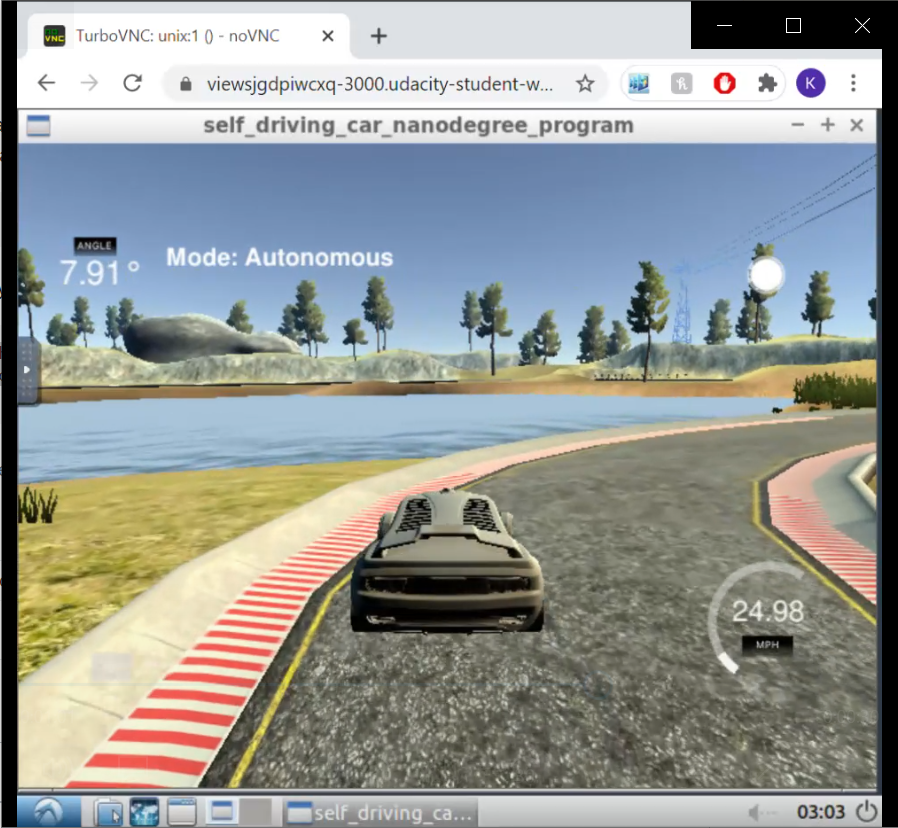 TurboVNC: unix:1 () - noVNC
viewsjgdpiwcxq-3000.udacity-student-w...
K
self_driving_car_nanodegree_program
ANGLE
7.91°
Mode: Autonomous
24.98
MPH
self_driving_ca...
03:03